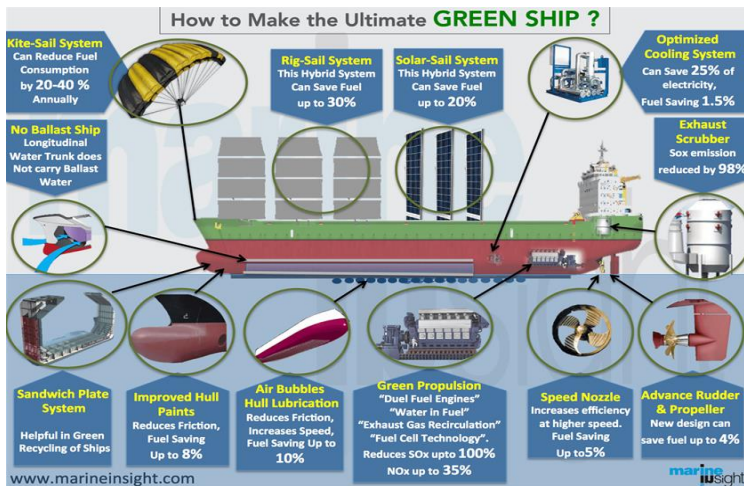 How to Make the Ultimate GREEN SHIP ?
Kite-Sail System
Can Reduce Fuel
Consumption
by 20-40 %
Annually
Rig-Sail System
This Hybrid System
Can Save Fuel
up to 30%
Solar-Sail System
This Hybrid System
Can Save Fuel
up to 20%
Optimized
Cooling System
Can Save 25% of
electricity,
Fuel Saving 1.5%
No Ballast Ship
Longitudinal
Water Trunk does
Not carry Ballast
Water
Exhaust
Scrubber
Sox emission
reduced by 98%
Sandwich Plate
System
Helpful in Green
Recycling of Ships
Improved Hull
Paints
Reduces Friction,
Fuel Saving
Up to 8%
Air Bubbles
Hull Lubrication
Reduces Friction,
Increases Speed,
Fuel Saving Up to
10%
Green Propulsion
"Duel Fuel Engines"
"Water in Fuel"
"Exhaust Gas Recirculation"
"Fuel Cell Technology".
Reduces SOx upto 100%
NOx up to 35%
Speed Nozzle
Increases efficiency
at higher speed.
Fuel Saving
Up to5%
Advance Rudder
& Propeller
New design can
save fuel up to 4%
www.marineinsight.com
marine
insight